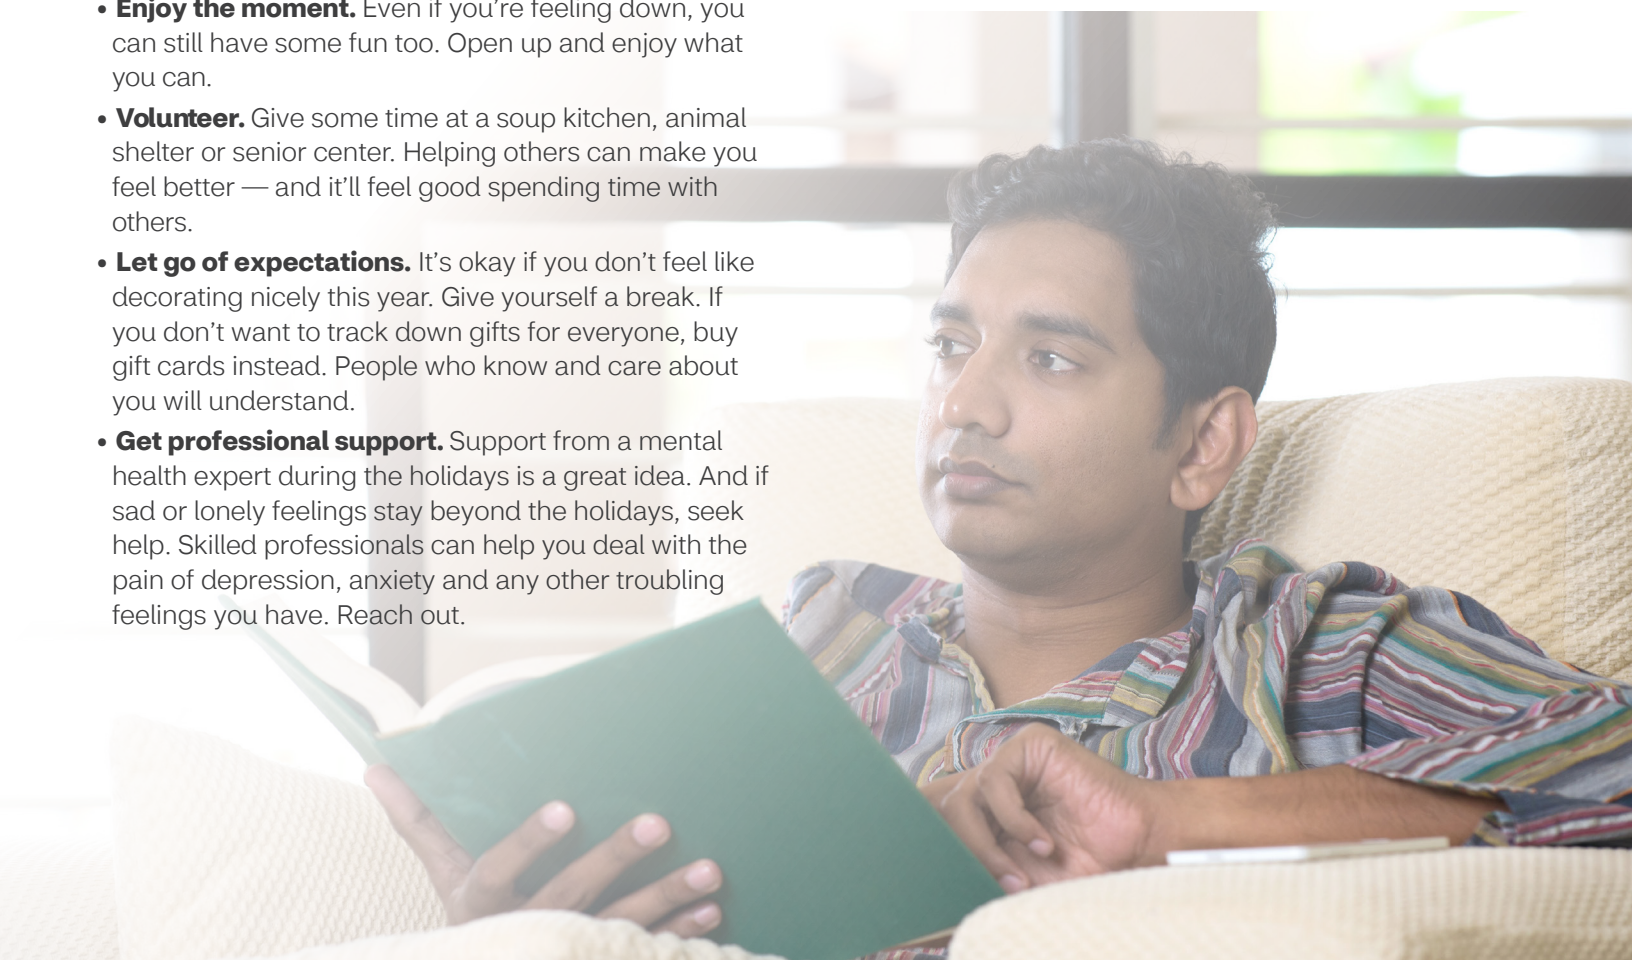 • Enjoy the moment. Even if you’re feeling down, you
can still have some fun too. Open up and enjoy what
you can.
• Volunteer. Give some time at a soup kitchen, animal
shelter or senior center. Helping others can make you
feel better — and it’ll feel good spending time with
others.
• Let go of expectations. It’s okay if you don’t feel like
decorating nicely this year. Give yourself a break. If
you don’t want to track down gifts for everyone, buy
gift cards instead. People who know and care about
you will understand.
• Get professional support. Support from a mental
health expert during the holidays is a great idea. And if
sad or lonely feelings stay beyond the holidays, seek
help. Skilled professionals can help you deal with the
pain of depression, anxiety and any other troubling
feelings you have. Reach out.